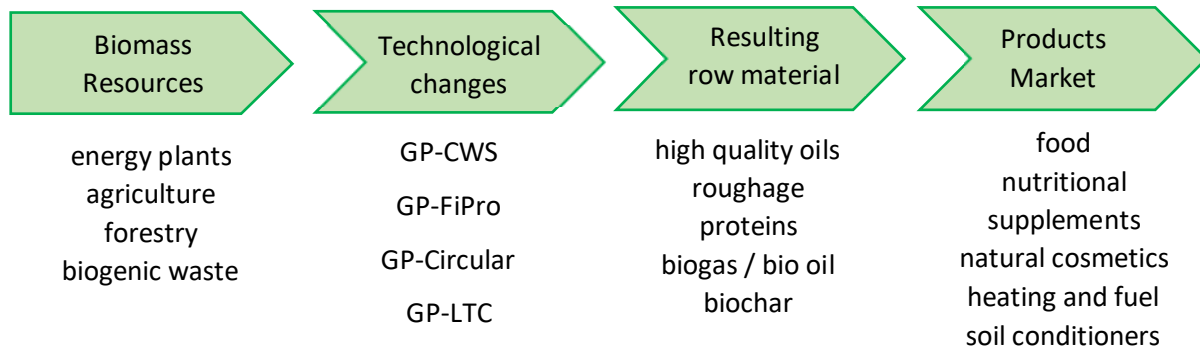 Biomass
Resources
energy plants
agriculture
forestry
biogenic waste
Technological
changes
GP-CWS
GP-FiPro
GP-Circular
GP-LTC
Resulting
row material
high quality oils
roughage
proteins
biogas / bio oil
biochar
Products
Market
food
nutritional
supplements
natural cosmetics
heating and fuel
soil conditioners